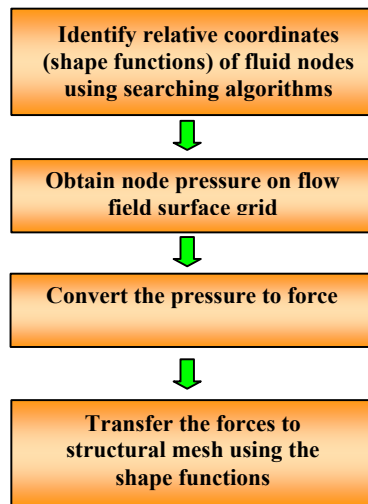 Identify relative coordinates
(shape functions) of fluid nodes
using searching algorithms
Obtain node pressure on flow
field surface grid
Convert the pressure to force
Transfer the forces to
structural mesh using the
shape functions